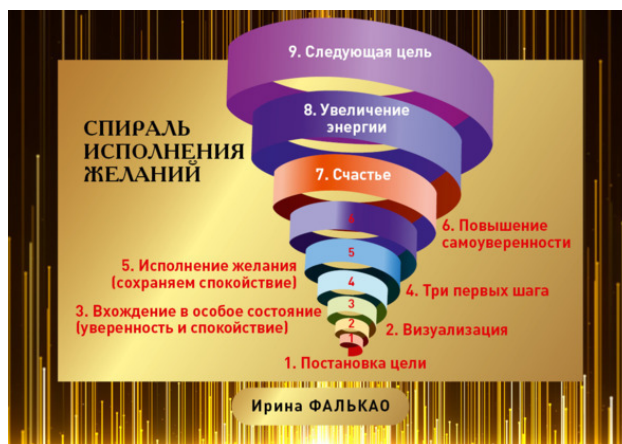 9. Следующая цель
8. Увеличение
энергии
СПИРАЛЬ
ИСПОЛНЕНИЯ
ЖЕЛАНИЙ
7. Счастье
6
6. Повышение
самоуверенности
5
5. Исполнение желания
(сохраняем спокойствие)
4
4. Три первых шага
3
3. Вхождение в особое состояние
(уверенность и спокойствие)
2
2. Визуализация
1
1. Постановка цели
Ирина ФАЛЬКАО